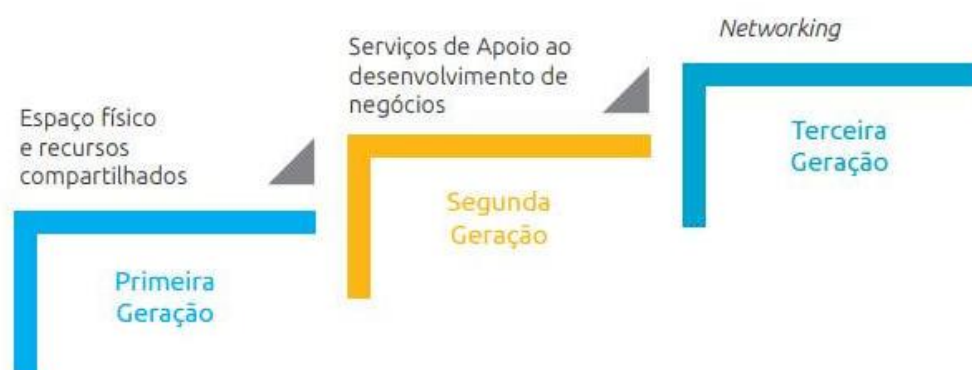 Espaço físico
e recursos
compartilhados
Primeira
Geração
Serviços de Apoio ao
desenvolvimento de
negócios
Segunda
Geração
Networking
Terceira
Geração